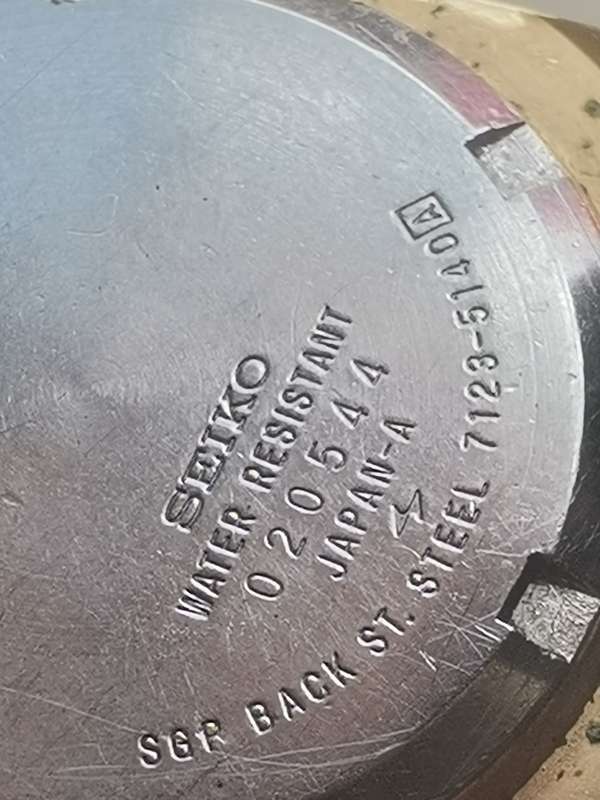 SEIKO
WATER RESISTANT
020544
JAPAN-A
SGP BACK ST. STEEL 7123-5140 A